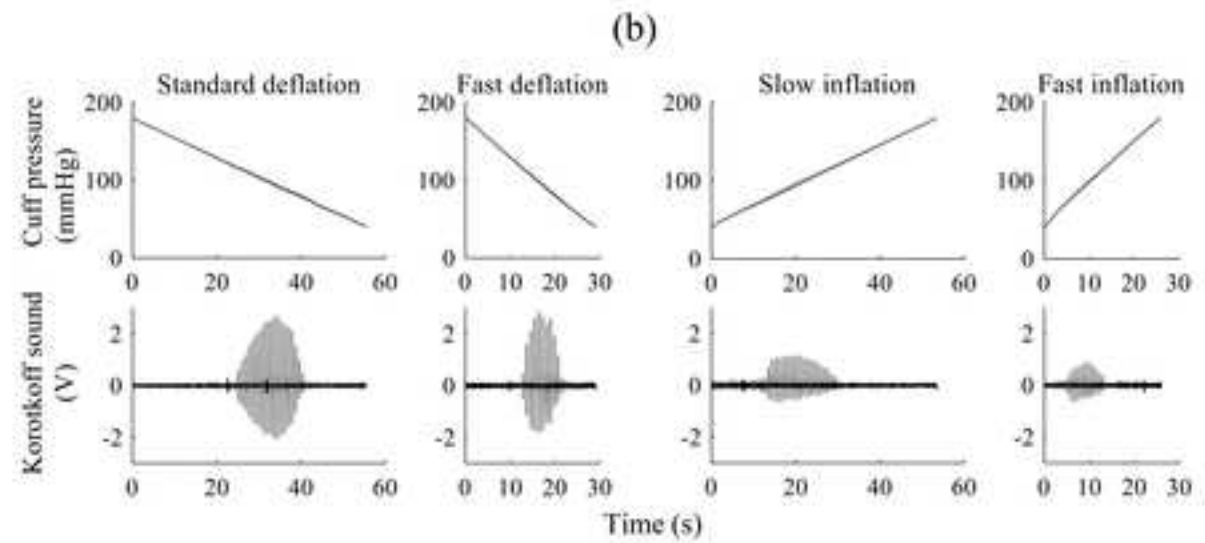 (b)
Standard deflation
Fast deflation
Slow inflation
Fast inflation
Cuff pressure
(mmHg)
200
100
0
0 20 40 60
200
100
0
0 10 20 30
200
100
0
0 20 40 60
200
100
0
0 10 20 30
Korotkoff sound
(V)
2
0
-2
0 20 40 60
2
0
-2
0 10 20 30
2
0
-2
0 20 40 60
2
0
-2
0 10 20 30
Time (s)